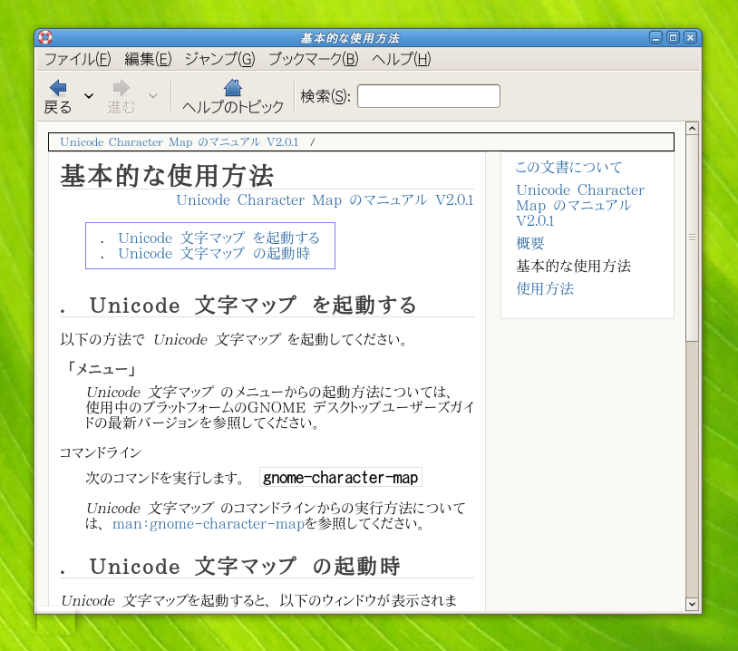 基本的な使用方法
ファイル(F) 編集(E) ジャンプ(G) ブックマーク(B) ヘルプ(H)
戻る 進む ヘルプのトピック 検索(S):
Unicode Character Map のマニュアル V2.0.1 /
基本的な使用方法
Unicode Character Map のマニュアル V2.0.1
. Unicode 文字マップ を起動する
. Unicode 文字マップ の起動時
. Unicode 文字マップ を起動する
以下の方法で Unicode 文字マップ を起動してください。
「メニュー」
Unicode 文字マップ のメニューからの起動方法については、
使用中のプラットフォームのGNOME デスクトップユーザーズガイ
ドの最新バージョンを参照してください。
コマンドライン
次のコマンドを実行します。 gnome-character-map
Unicode 文字マップ のコマンドラインからの実行方法について
は、man:gnome-character-mapを参照してください。
. Unicode 文字マップ の起動時
Unicode 文字マップを起動すると、以下のウィンドウが表示されま
この文書について
Unicode Character
Map のマニュアル
V2.0.1
概要
基本的な使用方法
使用方法